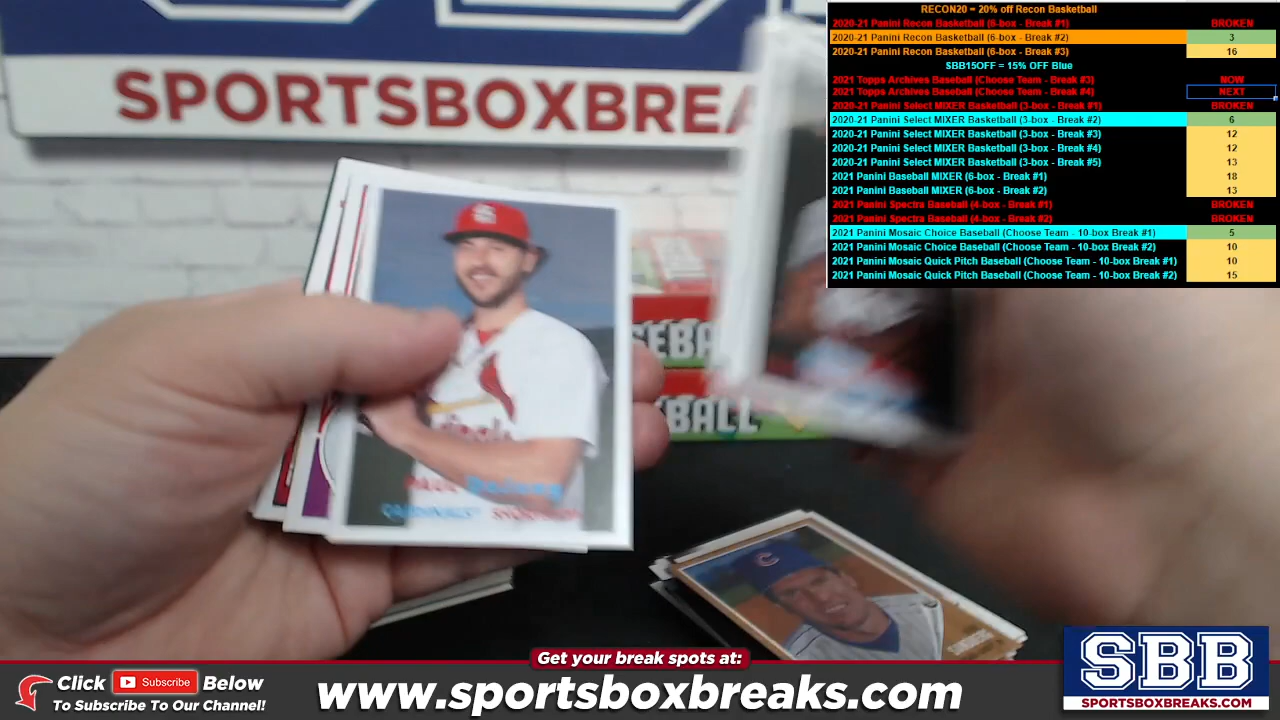 RECON20 = 20% off Recon Basketball
2020-21 Panini Recon Basketball (6-box - Break #1) BROKEN
2020-21 Panini Recon Basketball (6-box - Break #2) 3
2020-21 Panini Recon Basketball (6-box - Break #3) 16
SBB15OFF = 15% OFF Blue
2021 Topps Archives Baseball (Choose Team - Break #3) NOW
2021 Topps Archives Baseball (Choose Team - Break #4) NEXT
2020-21 Panini Select MIXER Basketball (3-box - Break #1) BROKEN
2020-21 Panini Select MIXER Basketball (3-box - Break #2) 6
2020-21 Panini Select MIXER Basketball (3-box - Break #3) 12
2020-21 Panini Select MIXER Basketball (3-box - Break #4) 12
2020-21 Panini Select MIXER Basketball (3-box - Break #5) 13
2021 Panini Baseball MIXER (6-box - Break #1) 18
2021 Panini Baseball MIXER (6-box - Break #2) 13
2021 Panini Spectra Baseball (4-box - Break #1) BROKEN
2021 Panini Spectra Baseball (4-box - Break #2) BROKEN
2021 Panini Mosaic Choice Baseball (Choose Team - 10-box Break #1) 5
2021 Panini Mosaic Choice Baseball (Choose Team - 10-box Break #2) 10
2021 Panini Mosaic Quick Pitch Baseball (Choose Team - 10-box Break #1) 10
2021 Panini Mosaic Quick Pitch Baseball (Choose Team - 10-box Break #2) 15
SPORTSBOXBREA
SEBA
KBALL
PAUL DeJong
CARDINALS SHORTSTOP
C
Get your break spots at:
Click Subscribe Below
To Subscribe To Our Channel!
www.sportsboxbreaks.com
SBB
SPORTSBOXBREAKS.COM